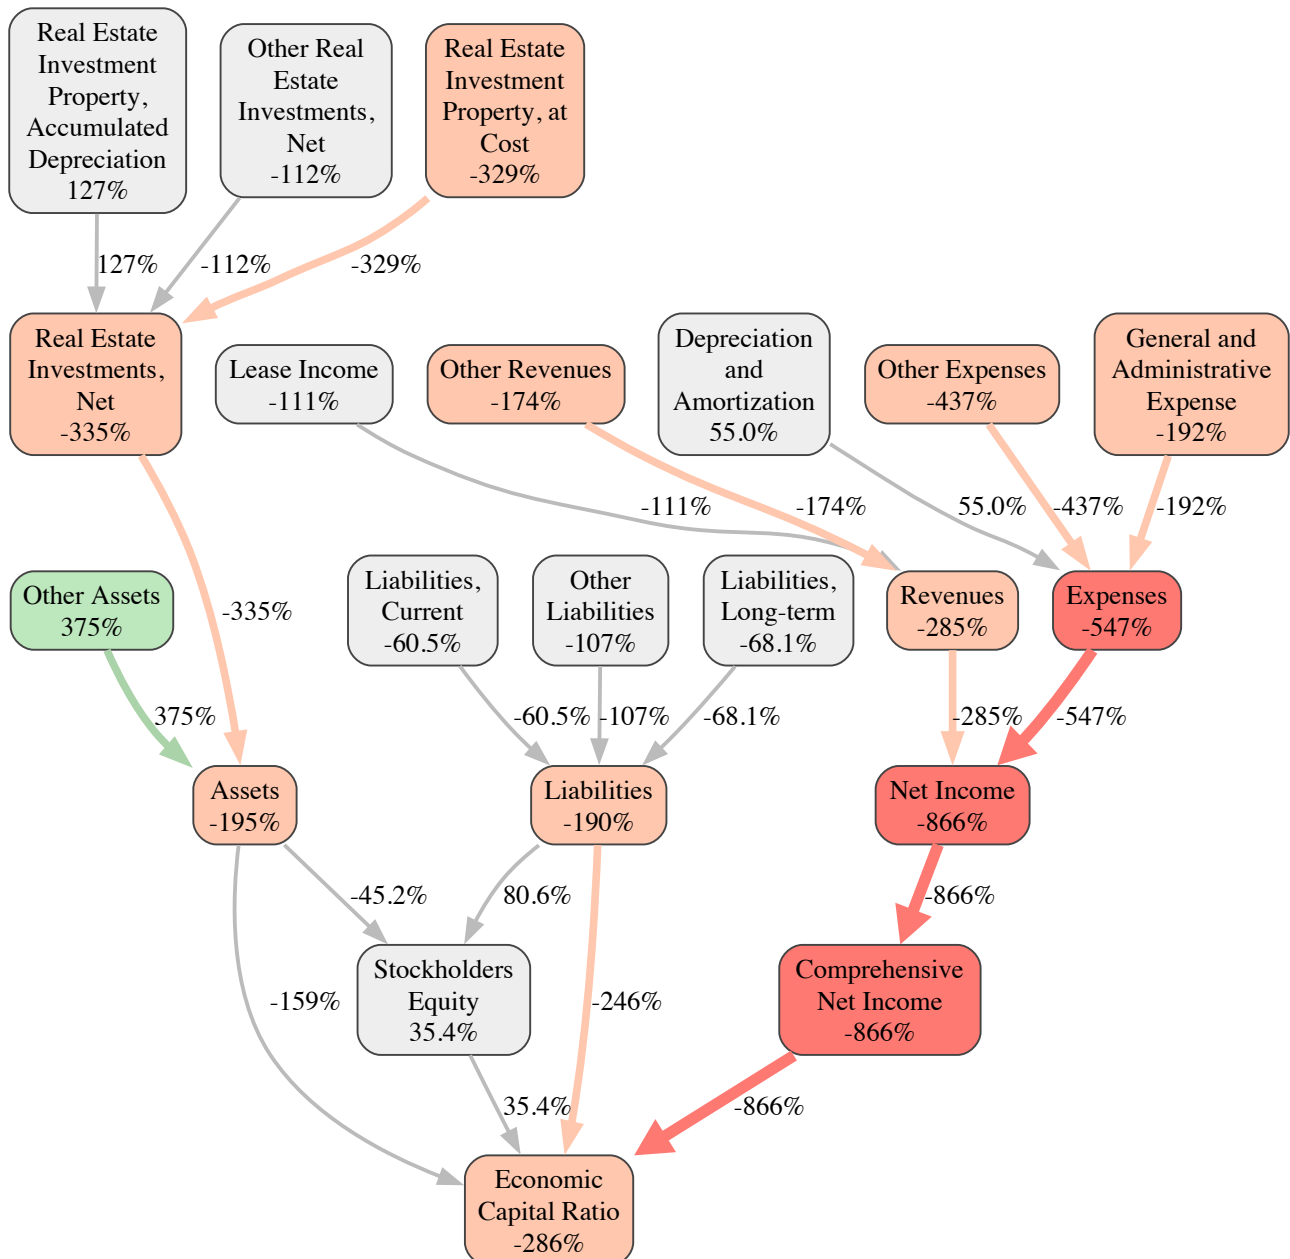 Real Estate
Investment
Property,
Accumulated
Depreciation
127%
Other Real
Estate
Investments,
Net
-112%
Real Estate
Investment
Property, at
Cost
-329%
127%
-112%
-329%
Real Estate
Investments,
Net
-335%
Lease Income
-111%
Other Revenues
-174%
Depreciation
and
Amortization
55.0%
Other Expenses
-437%
General and
Administrative
Expense
-192%
-111%
-174%
55.0%
-437%
-192%
Other Assets
375%
-335%
Liabilities,
Current
-60.5%
Other
Liabilities
-107%
Liabilities,
Long-term
-68.1%
Revenues
-285%
Expenses
-547%
375%
-60.5%
-107%
-68.1%
-285%
-547%
Assets
-195%
Liabilities
-190%
Net Income
-866%
-45.2%
80.6%
-866%
Stockholders
Equity
35.4%
Comprehensive
Net Income
-866%
-159%
-246%
35.4%
-866%
Economic
Capital Ratio
-286%